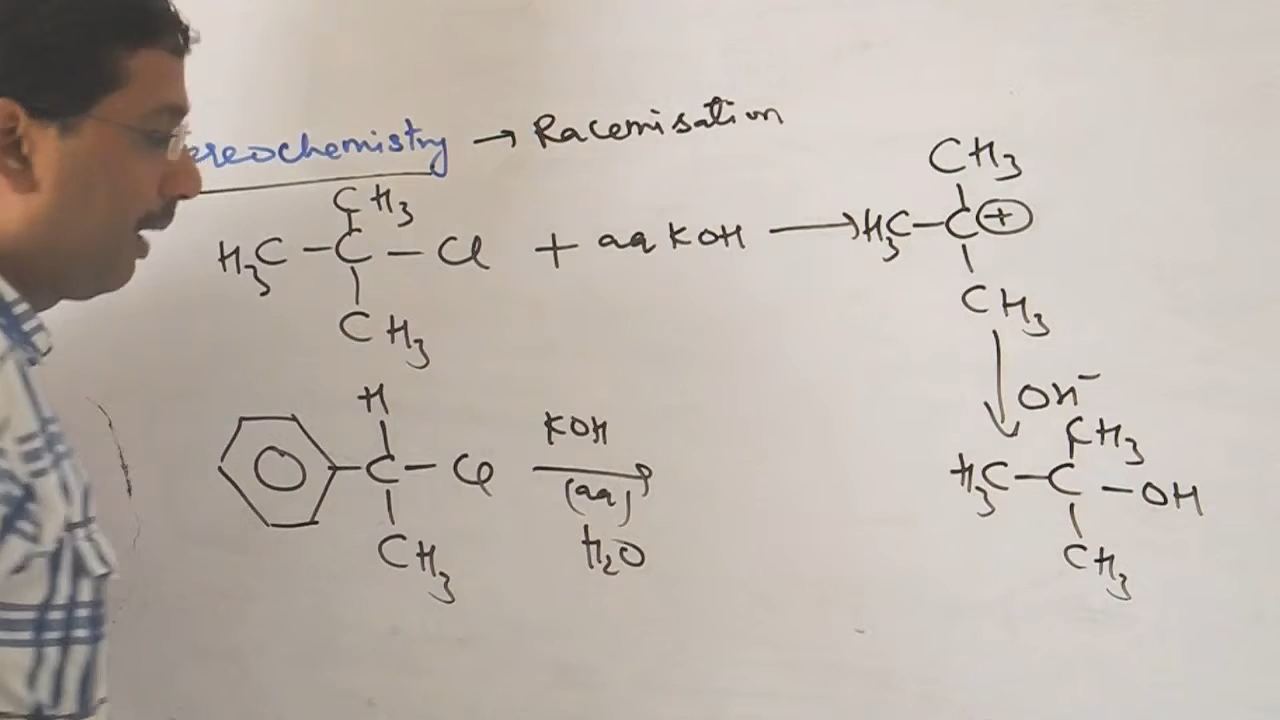 ereochemistry → Racemisation
CH3
H3C – C – Cl + aq KOH ⟶ H3C – C ⊕
CH3
CH3
CH3
OH⁻
H
KOH
C – Cl ⟶
(aq)
H2O
CH3
CH3
H3C – C – OH
CH3